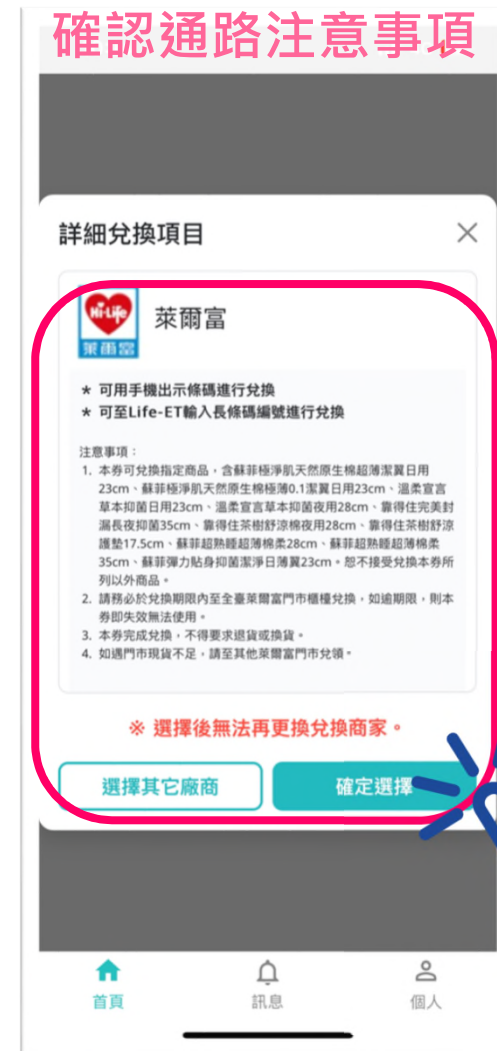 確認通路注意事項
詳細兌換項目
Hi-Life
萊爾富
萊爾富
* 可用手機出示條碼進行兌換
* 可至Life-ET輸入長條碼編號進行兌換
注意事項：
1. 本券可兌換指定商品，含蘇菲極淨肌天然原生棉超薄潔翼日用
23cm、蘇菲極淨肌天然原生棉極薄0.1潔翼日用23cm、溫柔宣言
草本抑菌日用23cm、溫柔宣言草本抑菌夜用28cm、靠得住完美封
漏長夜抑菌35cm、靠得住茶樹舒涼棉夜用28cm、靠得住茶樹舒涼
護墊17.5cm、蘇菲超熟睡超薄棉柔28cm、蘇菲超熟睡超薄棉柔
35cm、蘇菲彈力貼身抑菌潔淨日薄翼23cm。恕不接受兌換本券所
列以外商品。
2. 請務必於兌換期限內至全臺萊爾富門市櫃檯兌換，如逾期限，則本
券即失效無法使用。
3. 本券完成兌換，不得要求退貨或換貨。
4. 如遇門市現貨不足，請至其他萊爾富門市兌領。
※ 選擇後無法再更換兌換商家。
選擇其它廠商
確定選擇
首頁
訊息
個人